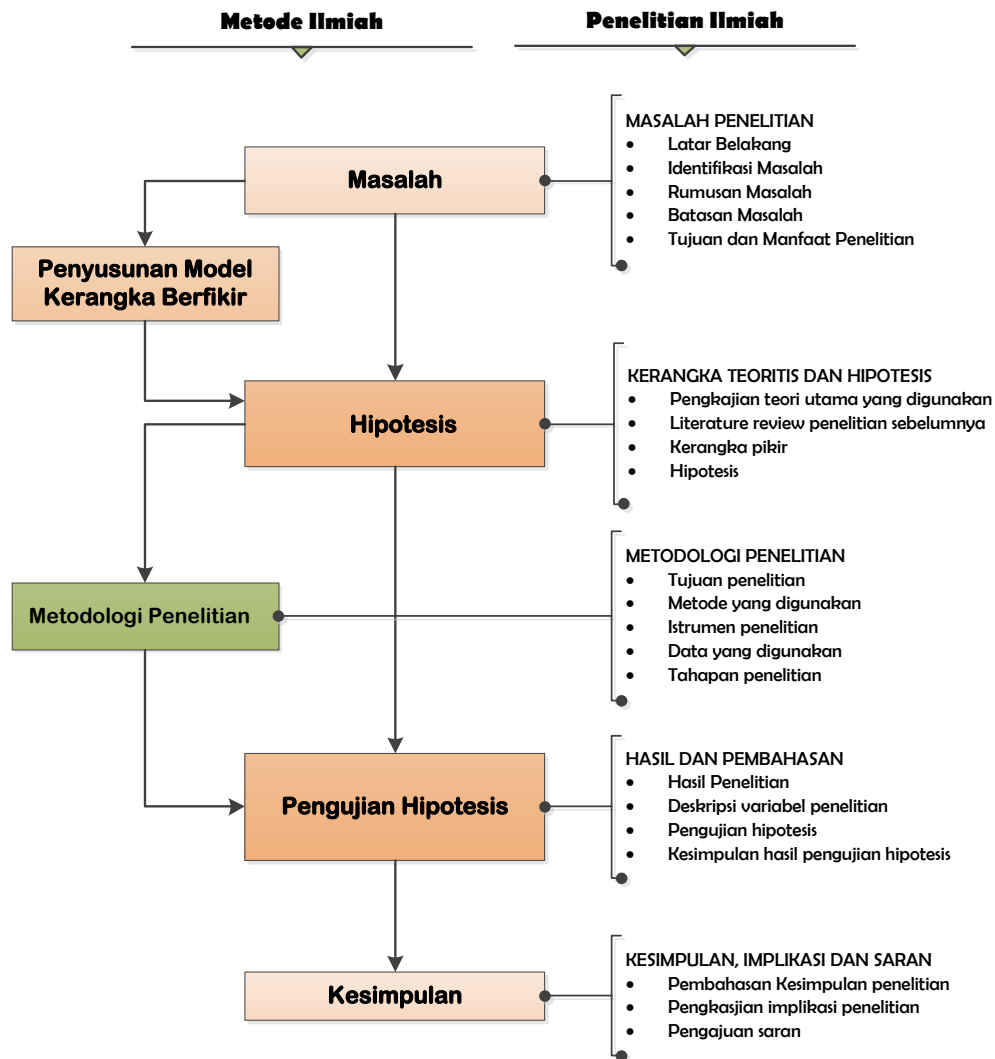 Metode Ilmiah
Penelitian Ilmiah
Masalah
MASALAH PENELITIAN
• Latar Belakang
• Identifikasi Masalah
• Rumusan Masalah
• Batasan Masalah
• Tujuan dan Manfaat Penelitian
Penyusunan Model
Kerangka Berfikir
Hipotesis
KERANGKA TEORITIS DAN HIPOTESIS
• Pengkajian teori utama yang digunakan
• Literature review penelitian sebelumnya
• Kerangka pikir
• Hipotesis
Metodologi Penelitian
METODOLOGI PENELITIAN
• Tujuan penelitian
• Metode yang digunakan
• Istrumen penelitian
• Data yang digunakan
• Tahapan penelitian
Pengujian Hipotesis
HASIL DAN PEMBAHASAN
• Hasil Penelitian
• Deskripsi variabel penelitian
• Pengujian hipotesis
• Kesimpulan hasil pengujian hipotesis
Kesimpulan
KESIMPULAN, IMPLIKASI DAN SARAN
• Pembahasan Kesimpulan penelitian
• Pengkasjian implikasi penelitian
• Pengajuan saran